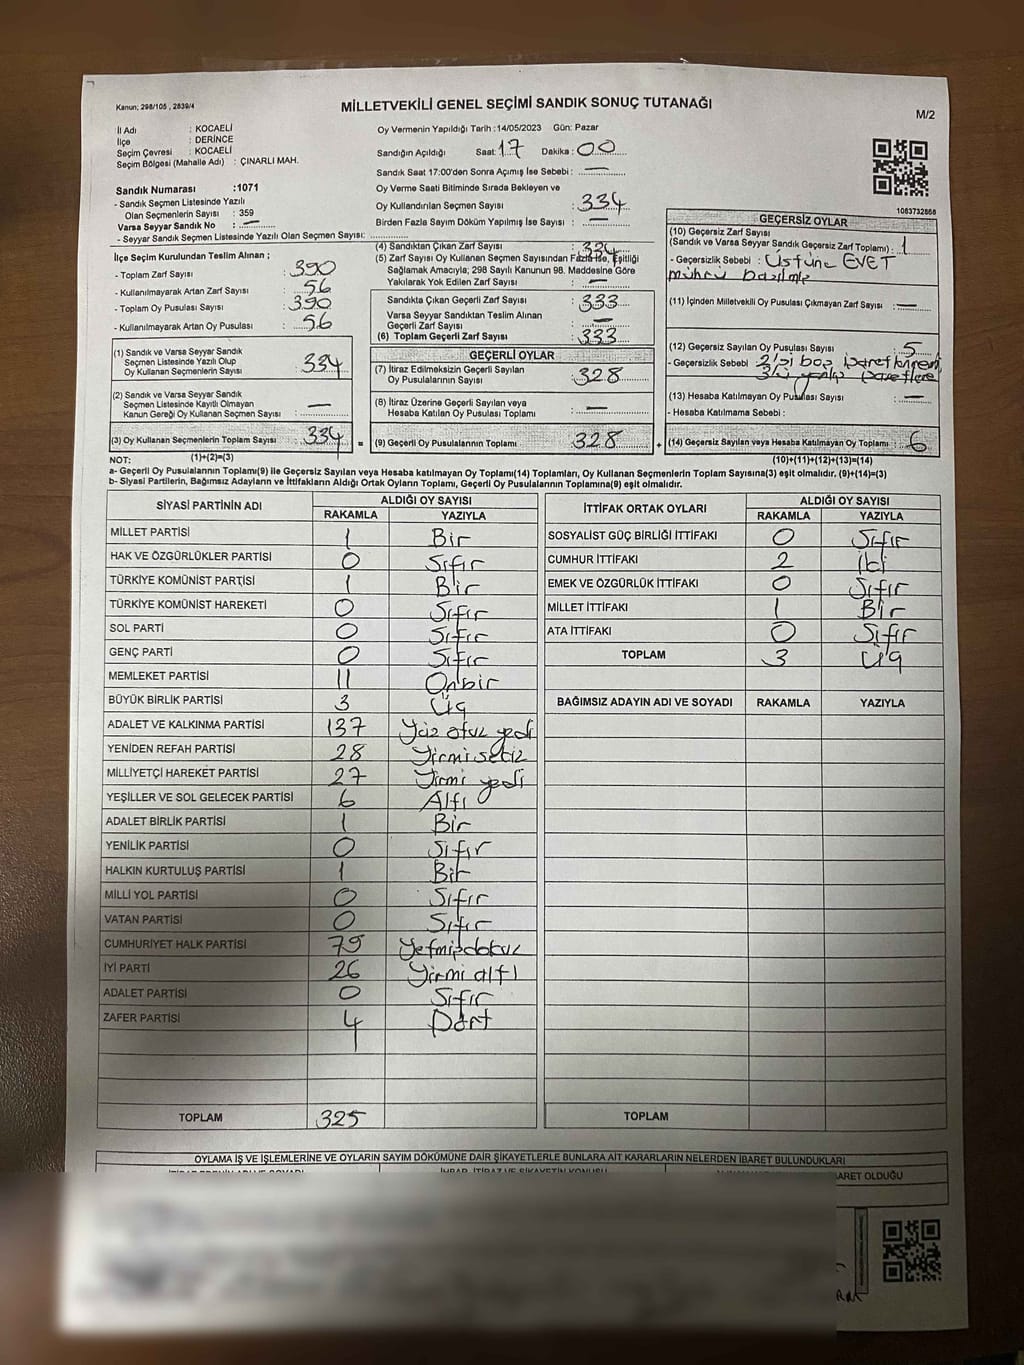 Kanun; 298/105 , 2839/4
MİLLETVEKİLİ GENEL SEÇİMİ SANDIK SONUÇ TUTANAĞI
M/2
İl Adı : KOCAELİ
İlçe : DERİNCE
Seçim Çevresi : KOCAELİ
Seçim Bölgesi (Mahalle Adı) : ÇINARLI MAH.
Sandık Numarası :1071
- Sandık Seçmen Listesinde Yazılı
Olan Seçmenlerin Sayısı : 359
Varsa Seyyar Sandık No : —
- Seyyar Sandık Seçmen Listesinde Yazılı Olan Seçmen Sayısı:
İlçe Seçim Kurulundan Teslim Alınan ;
- Toplam Zarf Sayısı : 390
- Kullanılmayarak Artan Zarf Sayısı : 56
- Toplam Oy Pusulası : 390
- Kullanılmayarak Artan Oy Pusulası : 56
(1) Sandık ve Varsa Seyyar Sandık
Seçmen Listesinde Yazılı Olup
Oy Kullanan Seçmenlerin Sayısı : 334
(2) Sandık ve Varsa Seyyar Sandık
Seçmen Listesinde Kayıtlı Olmayan
Kanun Gereği Oy Kullanan Seçmen Sayısı : —
(3) Oy Kullanan Seçmenlerin Toplam Sayısı : 334
(1)+(2)=(3)
Oy Vermenin Yapıldığı Tarih :14/05/2023 Gün: Pazar
Sandığın Açıldığı Saat: 17 Dakika : 00
Sandık Saat 17:00'den Sonra Açılmış İse Sebebi : —
Oy Verme Saati Bitiminde Sırada Bekleyen ve
Oy Kullandırılan Seçmen Sayısı : 334
Birden Fazla Sayım Döküm Yapılmış İse Sayısı : —
(4) Sandıktan Çıkan Zarf Sayısı : 334
(5) Zarf Sayısı Oy Kullanan Seçmen Sayısından Fazla İse, Eşitliği
Sağlamak Amacıyla; 298 Sayılı Kanunun 98. Maddesine Göre
Yakılarak Yok Edilen Zarf Sayısı : —
Sandıkta Çıkan Geçerli Zarf Sayısı : 333
Varsa Seyyar Sandıktan Teslim Alınan
Geçerli Zarf Sayısı : —
(6) Toplam Geçerli Zarf Sayısı : 333
GEÇERLİ OYLAR
(7) İtiraz Edilmeksizin Geçerli Sayılan
Oy Pusulalarının Sayısı : 328
(8) İtiraz Üzerine Geçerli Sayılan veya
Hesaba Katılan Oy Pusulası Toplamı : —
= (9) Geçerli Oy Pusulalarının Toplamı 328
1063732668
GEÇERSİZ OYLAR
(10) Geçersiz Zarf Sayısı
(Sandık ve Varsa Seyyar Sandık Geçersiz Zarf Toplamı) : 1
- Geçersizlik Sebebi : Üstüne EVET
mührü basılmış
(11) İçinden Milletvekili Oy Pusulası Çıkmayan Zarf Sayısı : —
(12) Geçersiz Sayılan Oy Pusulası Sayısı : 5
- Geçersizlik Sebebi : 2'si boş
(13) Hesaba Katılmayan Oy Pusulası Sayısı : —
- Hesaba Katılmama Sebebi :
+ (14) Geçersiz Sayılan veya Hesaba Katılmayan Oy Toplamı : 6
(10)+(11)+(12)+(13)=(14)
NOT:
a- Geçerli Oy Pusulalarının Toplamı(9) ile Geçersiz Sayılan veya Hesaba katılmayan Oy Toplamı(14) Toplamları, Oy Kullanan Seçmenlerin Toplam Sayısına(3) eşit olmalıdır. (9)+(14)=(3)
b- Siyasi Partilerin, Bağımsız Adayların ve İttifakların Aldığı Ortak Oyların Toplamı, Geçerli Oy Pusulalarının Toplamına(9) eşit olmalıdır.
SİYASİ PARTİNİN ADI ALDIĞI OY SAYISI
RAKAMLA YAZIYLA
MİLLET PARTİSİ 1 Bir
HAK VE ÖZGÜRLÜKLER PARTİSİ 0 Sıfır
TÜRKİYE KOMÜNİST PARTİSİ 1 Bir
TÜRKİYE KOMÜNİST HAREKETİ 0 Sıfır
SOL PARTİ 0 Sıfır
GENÇ PARTİ 0 Sıfır
MEMLEKET PARTİSİ 11 Onbir
BÜYÜK BİRLİK PARTİSİ 3 Üç
ADALET VE KALKINMA PARTİSİ 137 Yüz otuz yedi
YENİDEN REFAH PARTİSİ 28 Yirmi sekiz
MİLLİYETÇİ HAREKET PARTİSİ 27 Yirmi yedi
YEŞİLLER VE SOL GELECEK PARTİSİ 6 Altı
ADALET BİRLİK PARTİSİ 1 Bir
YENİLİK PARTİSİ 0 Sıfır
HALKIN KURTULUŞ PARTİSİ 1 Bir
MİLLİ YOL PARTİSİ 0 Sıfır
VATAN PARTİSİ 0 Sıfır
CUMHURİYET HALK PARTİSİ 79 Yetmişdokuz
İYİ PARTİ 26 Yirmi altı
ADALET PARTİSİ 0 Sıfır
ZAFER PARTİSİ 4 Dört
TOPLAM 325
İTTİFAK ORTAK OYLARI ALDIĞI OY SAYISI
RAKAMLA YAZIYLA
SOSYALİST GÜÇ BİRLİĞİ İTTİFAKI 0 Sıfır
CUMHUR İTTİFAKI 2 İki
EMEK VE ÖZGÜRLÜK İTTİFAKI 0 Sıfır
MİLLET İTTİFAKI 1 Bir
ATA İTTİFAKI 0 Sıfır
TOPLAM 3 Üç
BAĞIMSIZ ADAYIN ADI VE SOYADI RAKAMLA YAZIYLA
TOPLAM
OYLAMA İŞ VE İŞLEMLERİNE VE OYLARIN SAYIM DÖKÜMÜNE DAİR ŞİKAYETLERLE BUNLARA AİT KARARLARIN NELERDEN İBARET BULUNDUKLARI
OLDUĞU